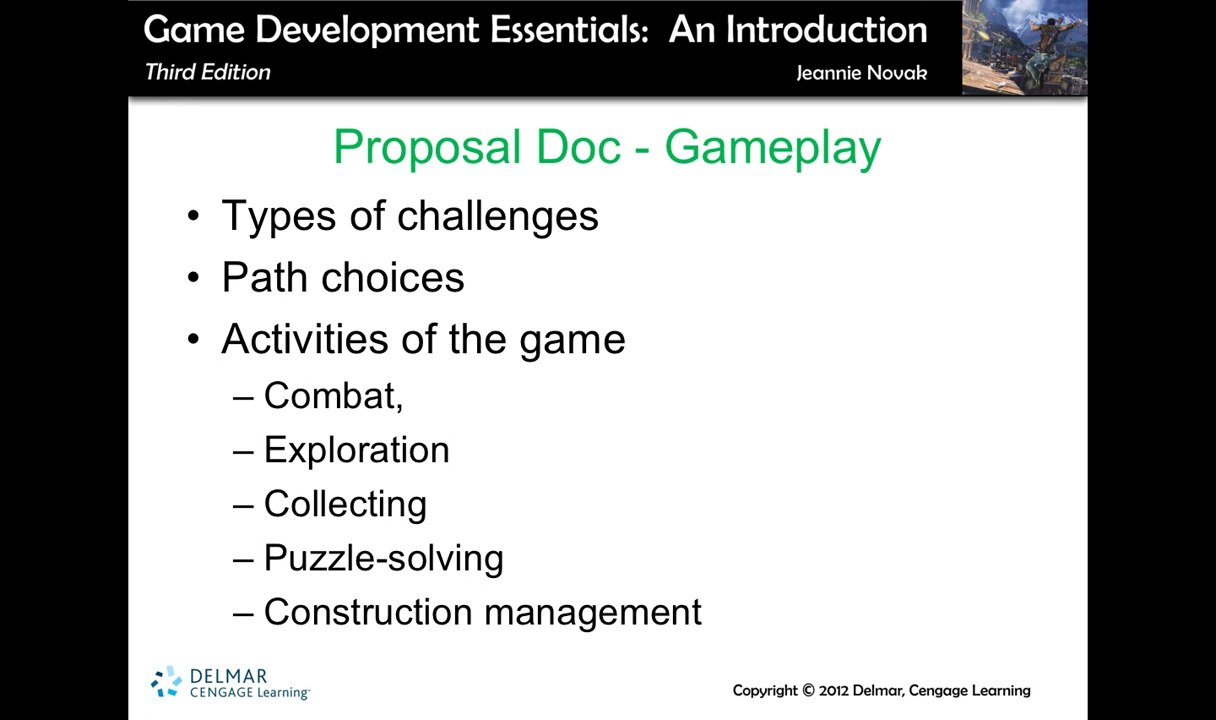 Game Development Essentials: An Introduction
Third Edition
Jeannie Novak
Proposal Doc - Gameplay
• Types of challenges
• Path choices
• Activities of the game
– Combat,
– Exploration
– Collecting
– Puzzle-solving
– Construction management
DELMAR
CENGAGE Learning™
Copyright © 2012 Delmar, Cengage Learning